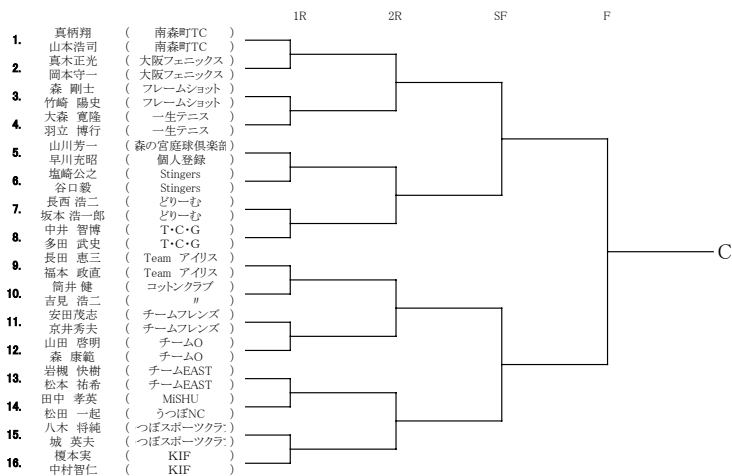 1R 2R SF F
真柄翔 ( 南森町TC )
1.
山本浩司 ( 南森町TC )
真木正光 ( 大阪フェニックス )
2.
岡本守一 ( 大阪フェニックス )
森 剛士 ( フレームショット )
3.
竹崎 陽史 ( フレームショット )
大森 寛隆 ( 一生テニス )
4.
羽立 博行 ( 一生テニス )
山川芳一 ( 森の宮庭球倶楽部
5.
早川充昭 ( 個人登録 )
塩崎公之 ( Stingers )
6.
谷口毅 ( Stingers )
長西 浩二 ( どりーむ )
7.
坂本 浩一郎 ( どりーむ )
中井 智博 ( T・C・G )
8.
多田 武史 ( T・C・G )
C
長田 恵三 ( Team アイリス )
9.
福本 政直 ( Team アイリス )
筒井 健 ( コットンクラブ )
10.
吉見 浩二 ( 〃 )
安田茂志 ( チームフレンズ )
11.
京井秀夫 ( チームフレンズ )
山田 啓明 ( チームO )
12.
森 康範 ( チームO )
岩槻 快樹 ( チームEAST )
13.
松本 祐希 ( チームEAST )
田中 孝英 ( MiSHU )
14.
松田 一起 ( うつぼNC )
八木 将純 ( つぼスポーツクラ )
15.
城 英夫 ( つぼスポーツクラ )
榎本実 ( KIF )
16.
中村智仁 ( KIF )